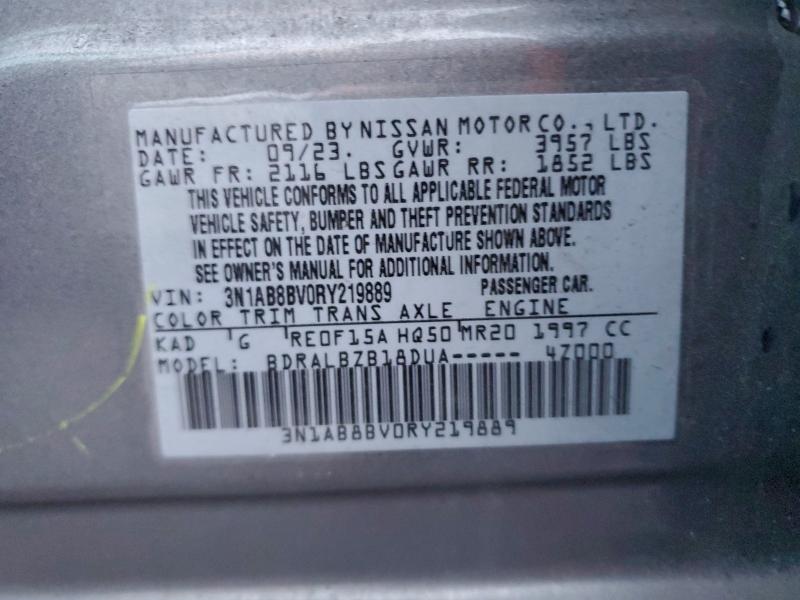 MANUFACTURED BY NISSAN MOTOR CO., LTD.
DATE: 09/23. GVWR: 3957 LBS
GAWR FR: 2116 LBS GAWR RR: 1852 LBS
THIS VEHICLE CONFORMS TO ALL APPLICABLE FEDERAL MOTOR
VEHICLE SAFETY, BUMPER AND THEFT PREVENTION STANDARDS
IN EFFECT ON THE DATE OF MANUFACTURE SHOWN ABOVE.
SEE OWNER'S MANUAL FOR ADDITIONAL INFORMATION.
VIN: 3N1AB8BV0RY219889 PASSENGER CAR.
COLOR TRIM TRANS AXLE ENGINE
KAD G RE0F15A HQ50 MR20 1997 CC
MODEL: BDRALBZB18DUA----- 4Z000
3N1AB8BV0RY219889